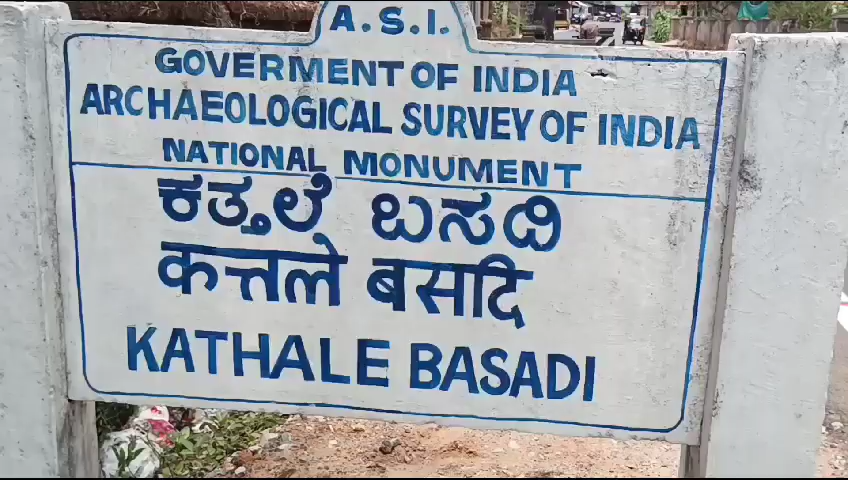 A.S.I.
GOVERMENT OF INDIA
ARCHAEOLOGICAL SURVEY OF INDIA
NATIONAL MONUMENT
ಕತ್ತಲೆ ಬಸದಿ
कत्तले बसदि
KATHALE BASADI